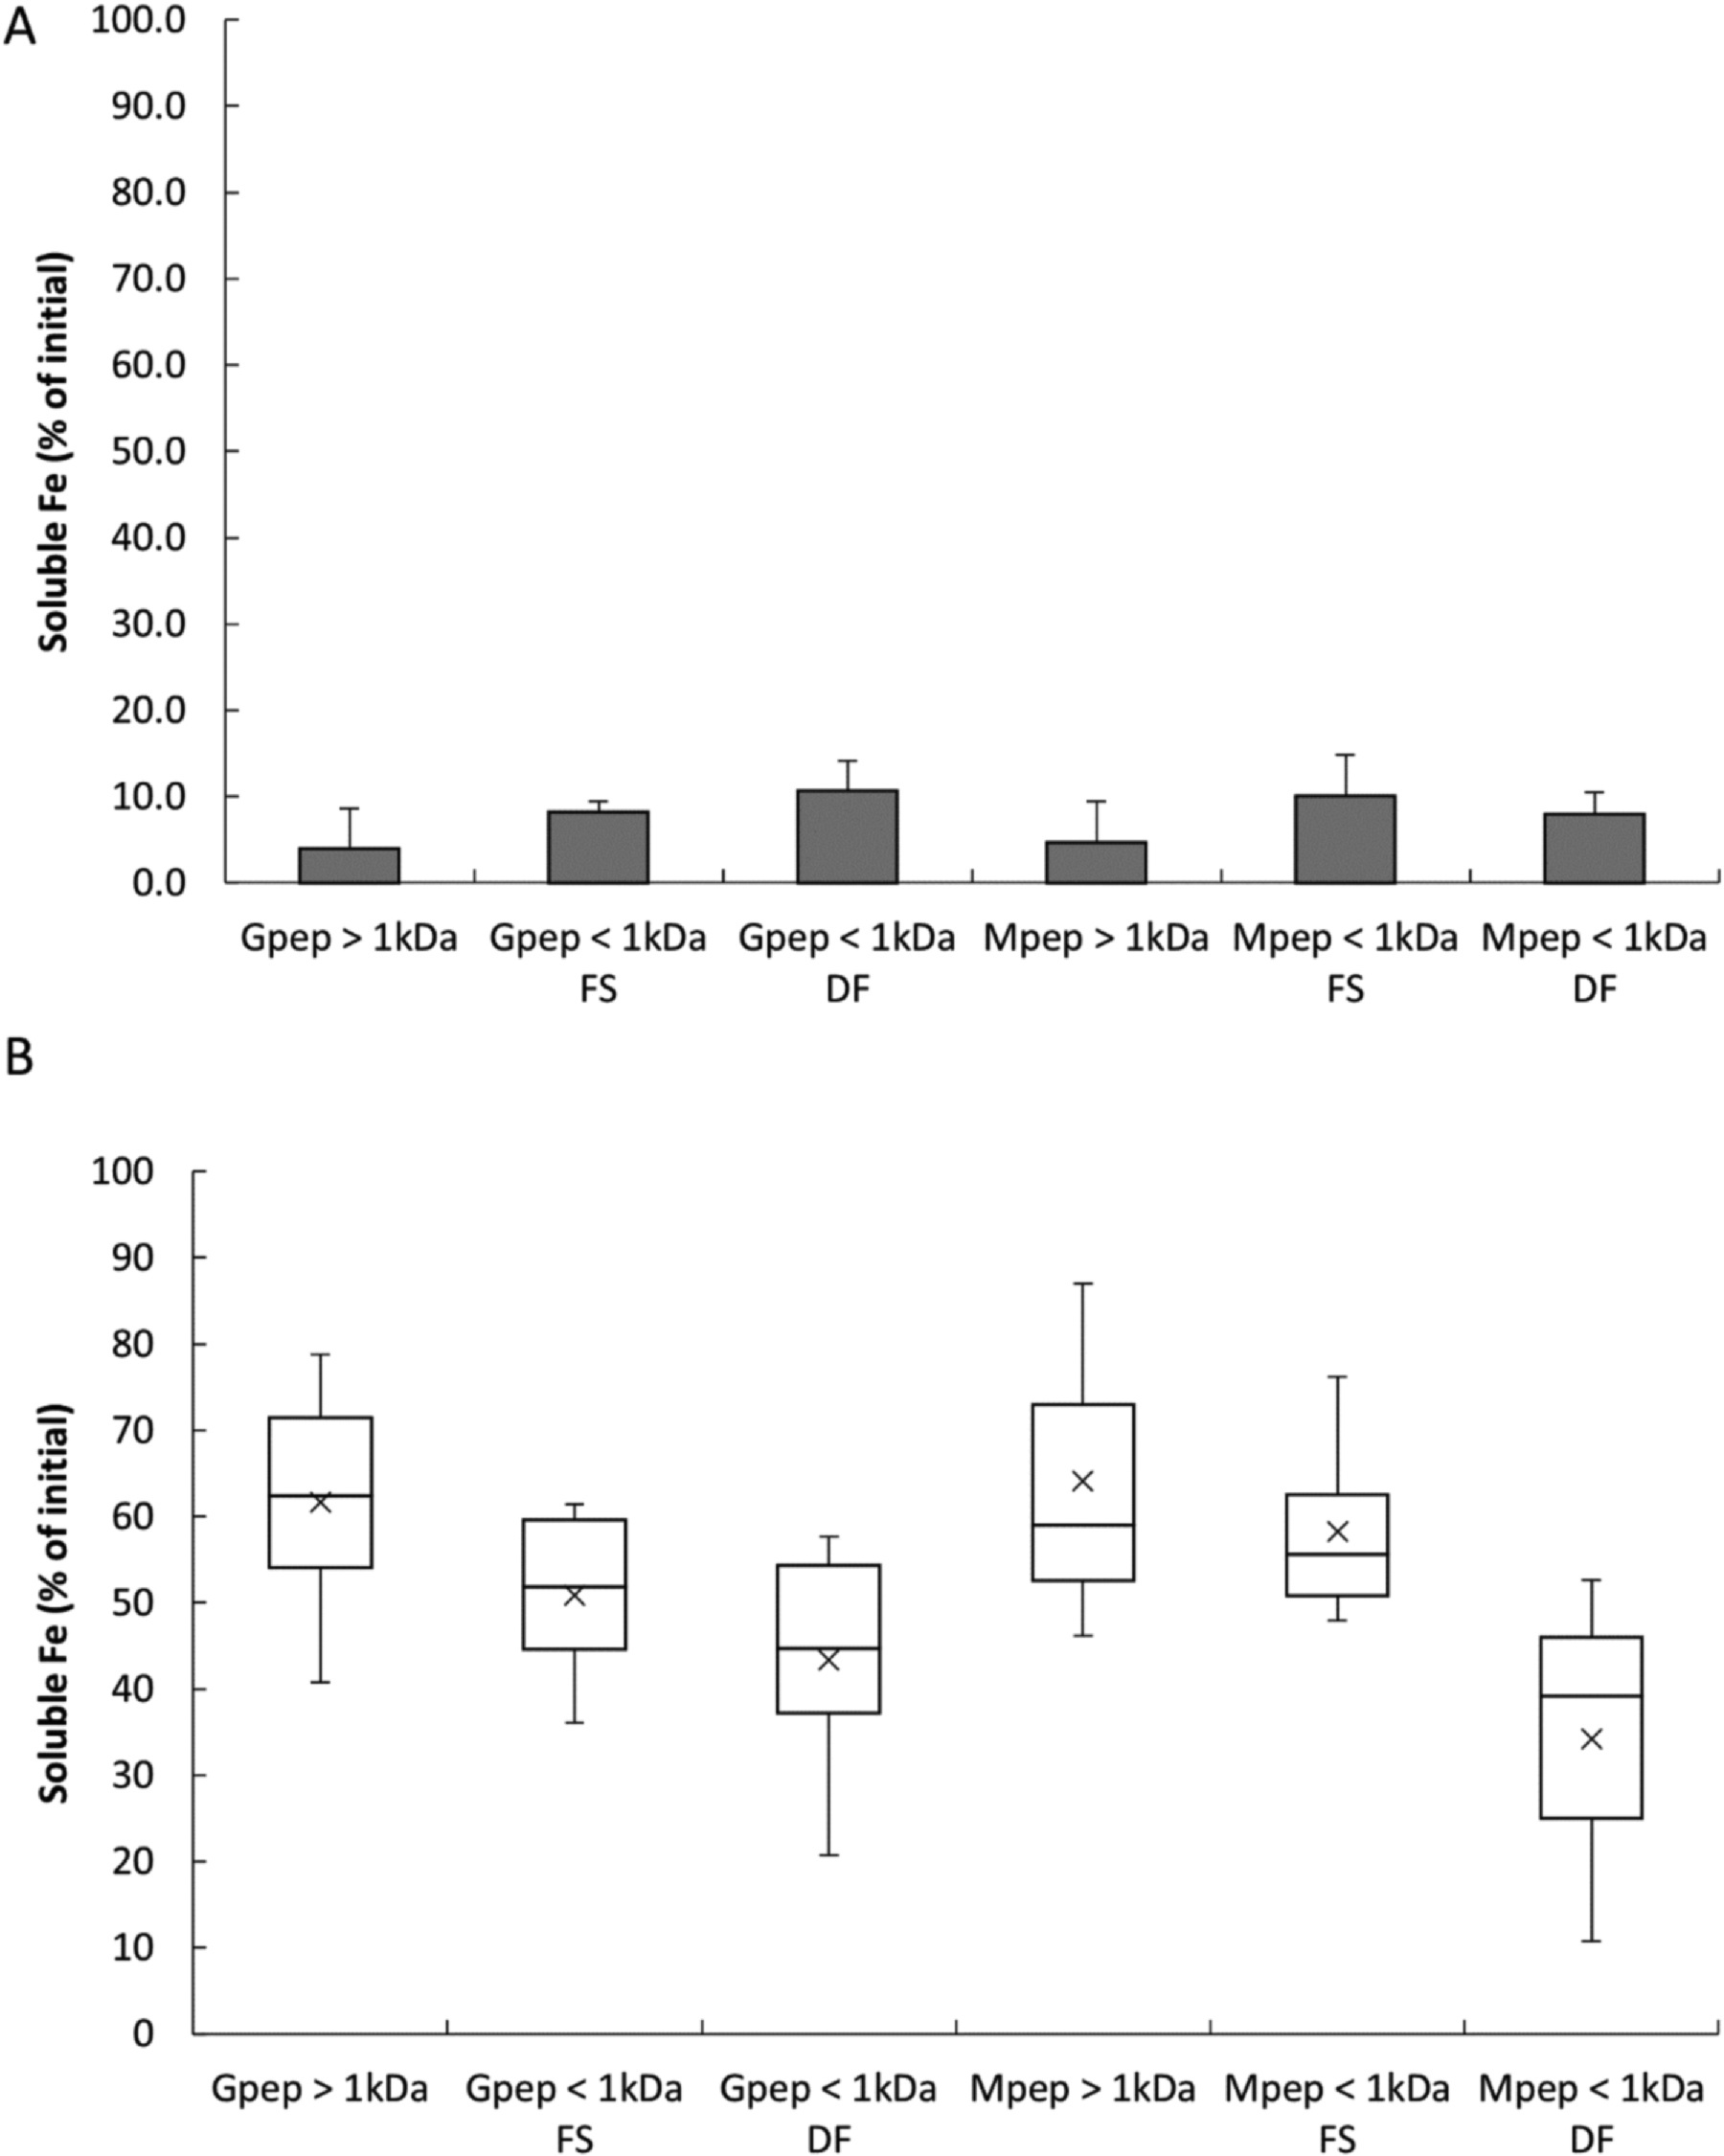 A
100.0
90.0
80.0
70.0
60.0
50.0
40.0
30.0
20.0
10.0
0.0
Soluble Fe (% of initial)
Gpep > 1kDa
Gpep < 1kDa
FS
Gpep < 1kDa
DF
Mpep > 1kDa
Mpep < 1kDa
FS
Mpep < 1kDa
DF
B
100
90
80
70
60
50
40
30
20
10
0
Soluble Fe (% of initial)
Gpep > 1kDa
Gpep < 1kDa
FS
Gpep < 1kDa
DF
Mpep > 1kDa
Mpep < 1kDa
FS
Mpep < 1kDa
DF